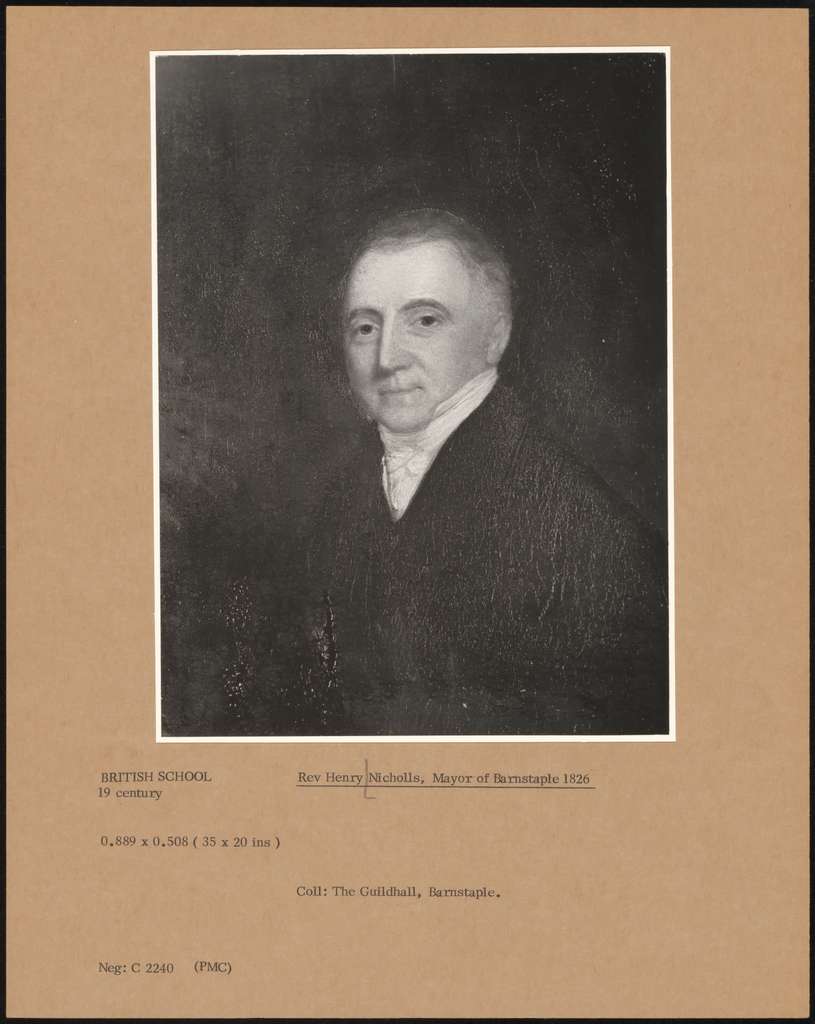 BRITISH SCHOOL
19 century
Rev Henry Nicholls, Mayor of Barnstaple 1826
0.889 x 0.508 ( 35 x 20 ins )
Coll: The Guildhall, Barnstaple.
Neg: C 2240 (PMC)